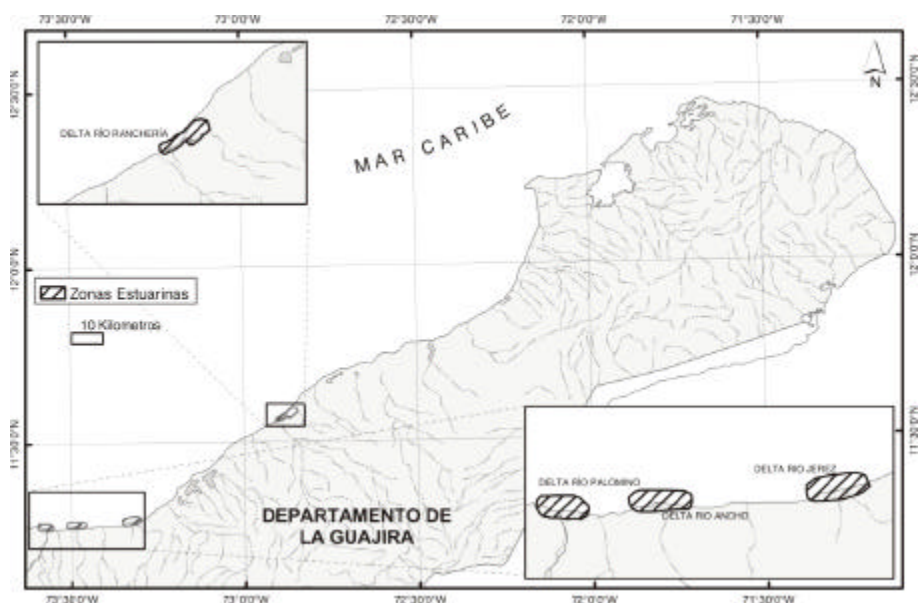 73°30'0"W 73°0'0"W 72°30'0"W 72°0'0"W 71°30'0"W
12°30'0"N
12°30'0"N
N
DELTA RÍO RANCHERÍA
MAR CARIBE
12°0'0"N
12°0'0"N
Zonas Estuarinas
10 Kilometros
11°30'0"N
11°30'0"N
DELTA RÍO PALOMINO
DELTA RIO JEREZ
DELTA RIO ANCHO
DEPARTAMENTO DE
LA GUAJIRA
73°30'0"W 73°0'0"W 72°30'0"W 72°0'0"W 71°30'0"W